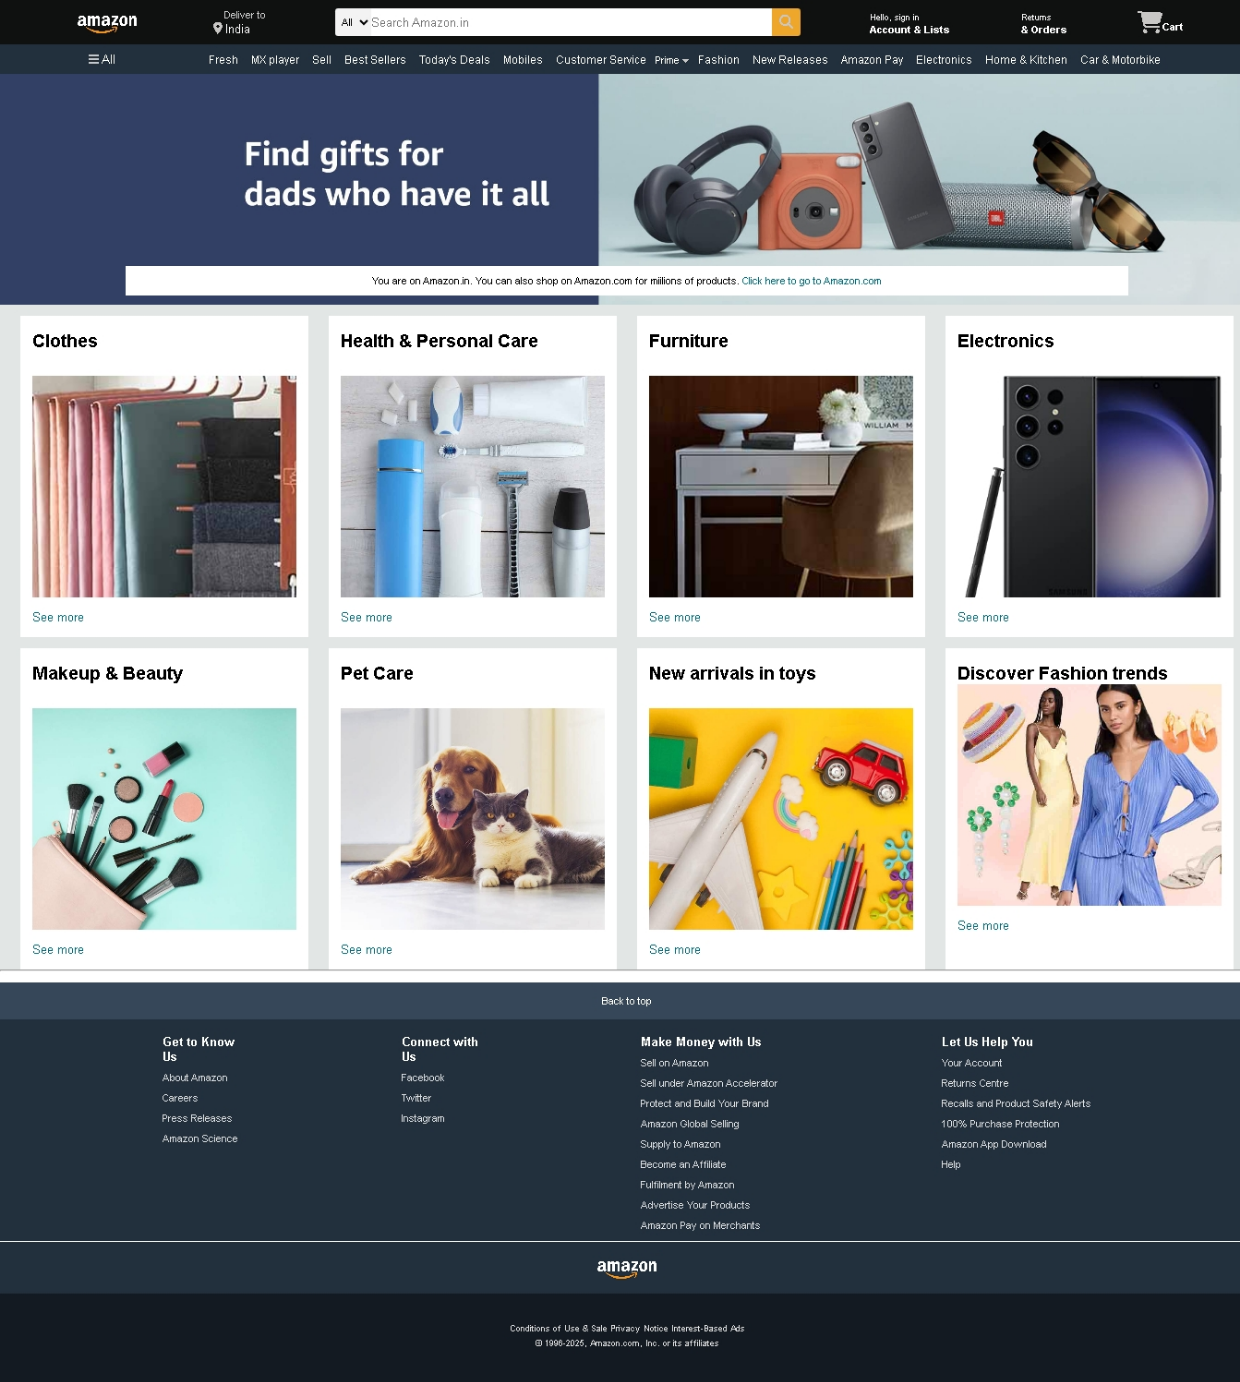 amazon
Deliver to
India
All
Search Amazon.in
Hello, sign in
Account & Lists
Returns
& Orders
Cart
All
Fresh MX player Sell Best Sellers Today's Deals Mobiles Customer Service Prime Fashion New Releases Amazon Pay Electronics Home & Kitchen Car & Motorbike
Find gifts for
dads who have it all
JBL
You are on Amazon.in. You can also shop on Amazon.com for millions of products. Click here to go to Amazon.com
Clothes
See more
Health & Personal Care
See more
Furniture
WILLIAM M
See more
Electronics
SAMSUNG
See more
Makeup & Beauty
See more
Pet Care
See more
New arrivals in toys
See more
Discover Fashion trends
See more
Back to top
Get to Know
Us
About Amazon
Careers
Press Releases
Amazon Science
Connect with
Us
Facebook
Twitter
Instagram
Make Money with Us
Sell on Amazon
Sell under Amazon Accelerator
Protect and Build Your Brand
Amazon Global Selling
Supply to Amazon
Become an Affiliate
Fulfilment by Amazon
Advertise Your Products
Amazon Pay on Merchants
Let Us Help You
Your Account
Returns Centre
Recalls and Product Safety Alerts
100% Purchase Protection
Amazon App Download
Help
amazon
Conditions of Use & Sale Privacy Notice Interest-Based Ads
© 1996-2025, Amazon.com, Inc. or its affiliates